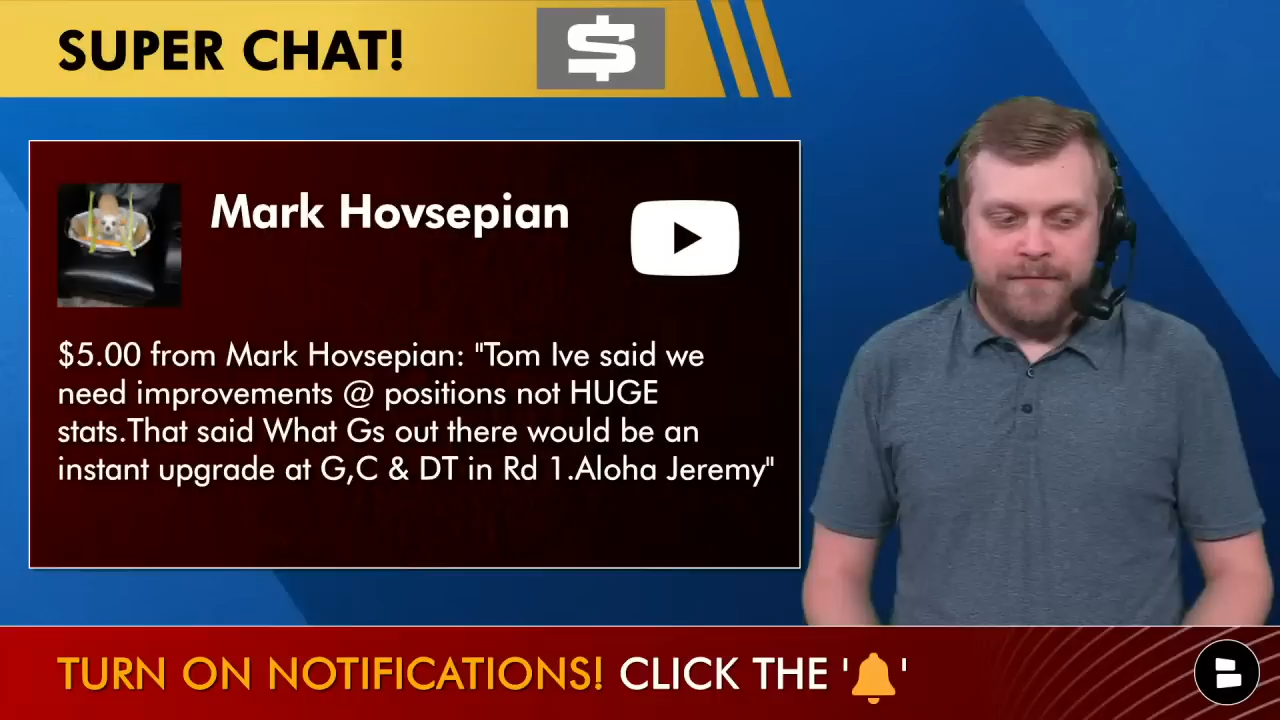 SUPER CHAT!
$
Mark Hovsepian
$5.00 from Mark Hovsepian: "Tom Ive said we
need improvements @ positions not HUGE
stats.That said What Gs out there would be an
instant upgrade at G,C & DT in Rd 1.Aloha Jeremy"
TURN ON NOTIFICATIONS! CLICK THE ' '